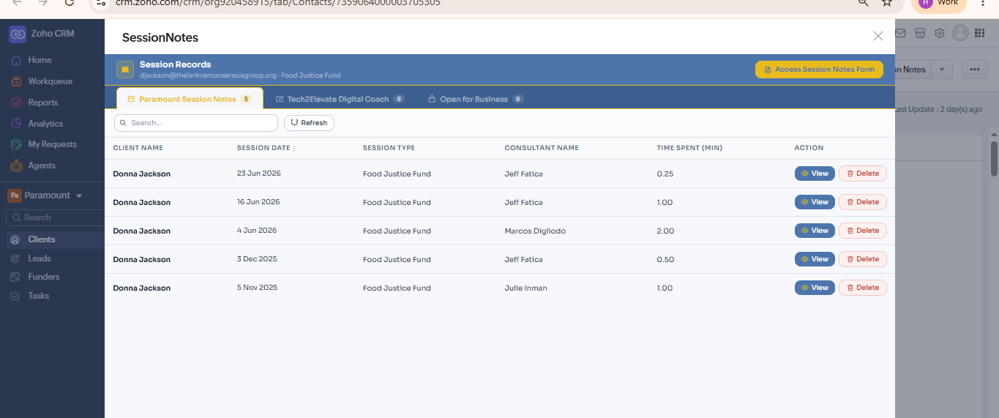 crm.zoho.com/crm/org920458915/tab/Contacts/7359064000003705305
R Work
Zoho CRM
Home
Workqueue
Reports
Analytics
My Requests
Agents
Pa Paramount
Search
Clients
Leads
Funders
Tasks
SessionNotes
Session Records
djackson@thelarimerconsensusgroup.org · Food Justice Fund
Access Session Notes Form
Paramount Session Notes 5
Tech2Elevate Digital Coach 0
Open for Business 0
Search...
Refresh
CLIENT NAME SESSION DATE ↓ SESSION TYPE CONSULTANT NAME TIME SPENT (MIN) ACTION
Donna Jackson 23 Jun 2026 Food Justice Fund Jeff Fatica 0.25 View Delete
Donna Jackson 16 Jun 2026 Food Justice Fund Jeff Fatica 1.00 View Delete
Donna Jackson 4 Jun 2026 Food Justice Fund Marcos Digliodo 2.00 View Delete
Donna Jackson 3 Dec 2025 Food Justice Fund Jeff Fatica 0.50 View Delete
Donna Jackson 5 Nov 2025 Food Justice Fund Julie Inman 1.00 View Delete
Notes
Update : 2 day(s) ago